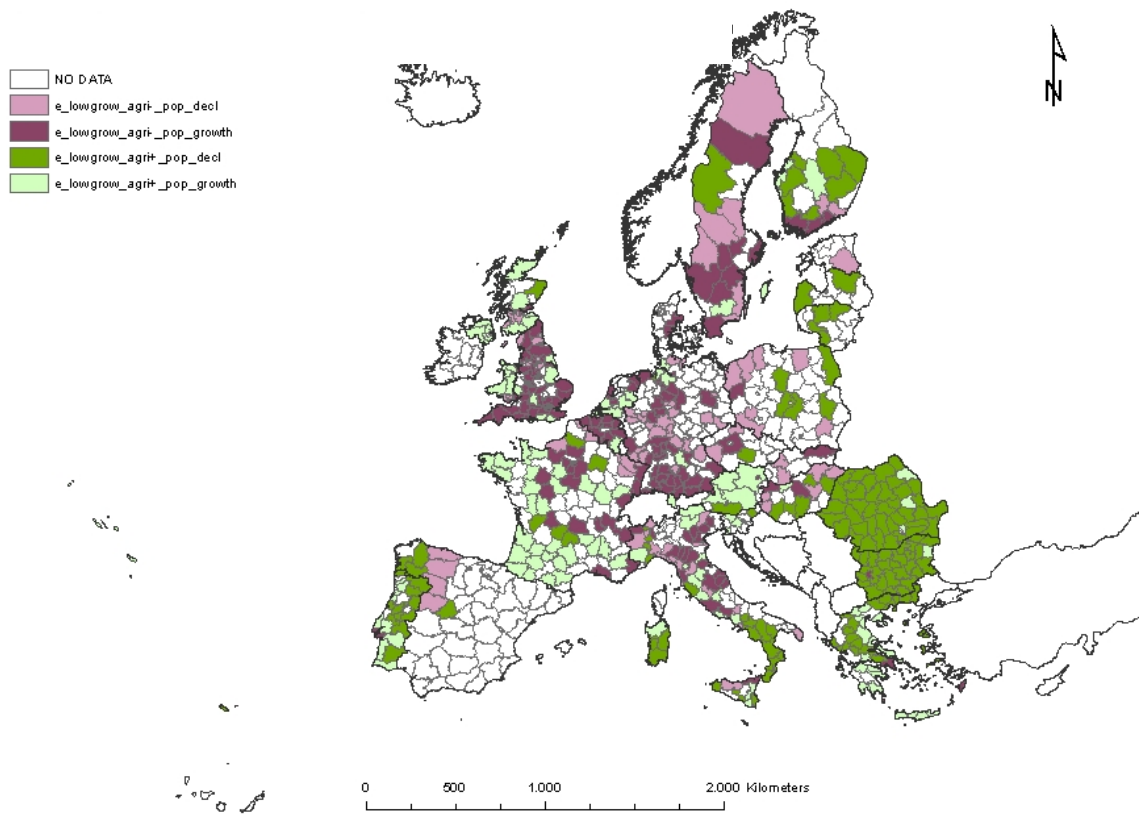 N
NO DATA
e_lowgrow_agri-_pop_decl
e_lowgrow_agri-_pop_growth
e_lowgrow_agri+_pop_decl
e_lowgrow_agri+_pop_growth
0 500 1.000 2.000 Kilometers